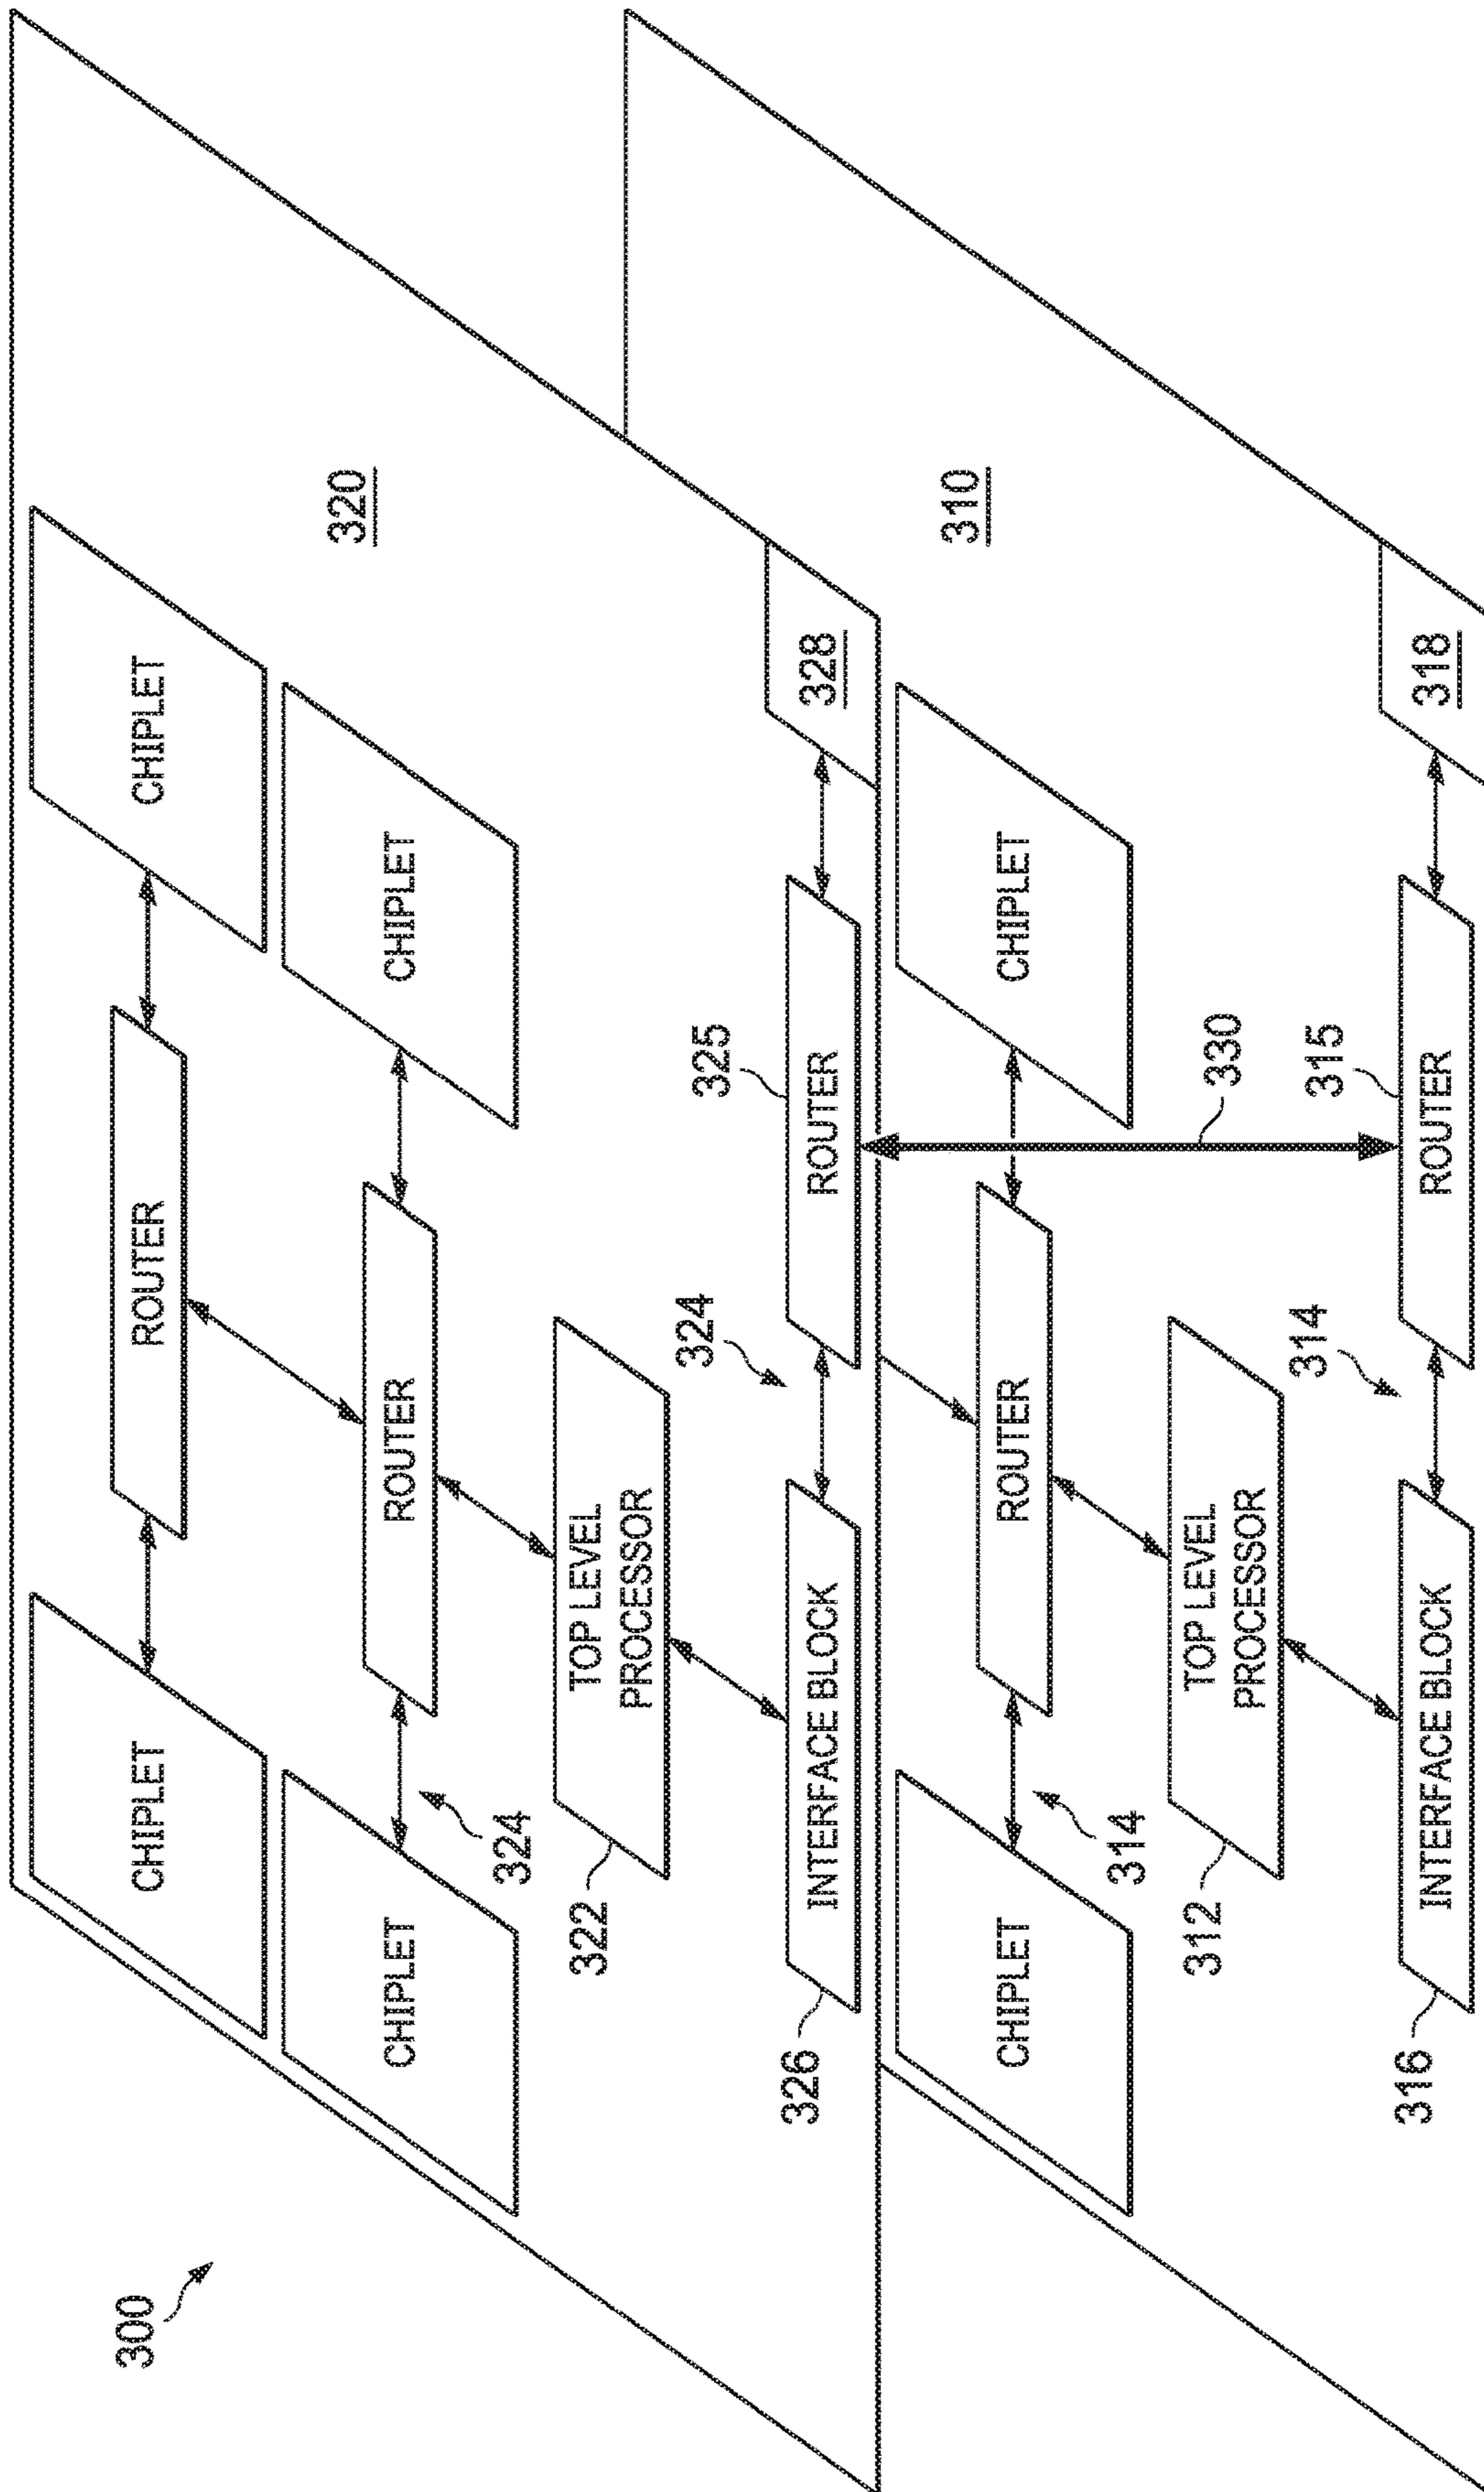 300
CHIPLET
ROUTER
CHIPLET
CHIPLET
324
ROUTER
CHIPLET
320
322
TOP LEVEL
PROCESSOR
324
325
326
INTERFACE BLOCK
ROUTER
328
CHIPLET
314
ROUTER
CHIPLET
310
312
TOP LEVEL
PROCESSOR
330
314
315
316
INTERFACE BLOCK
ROUTER
318